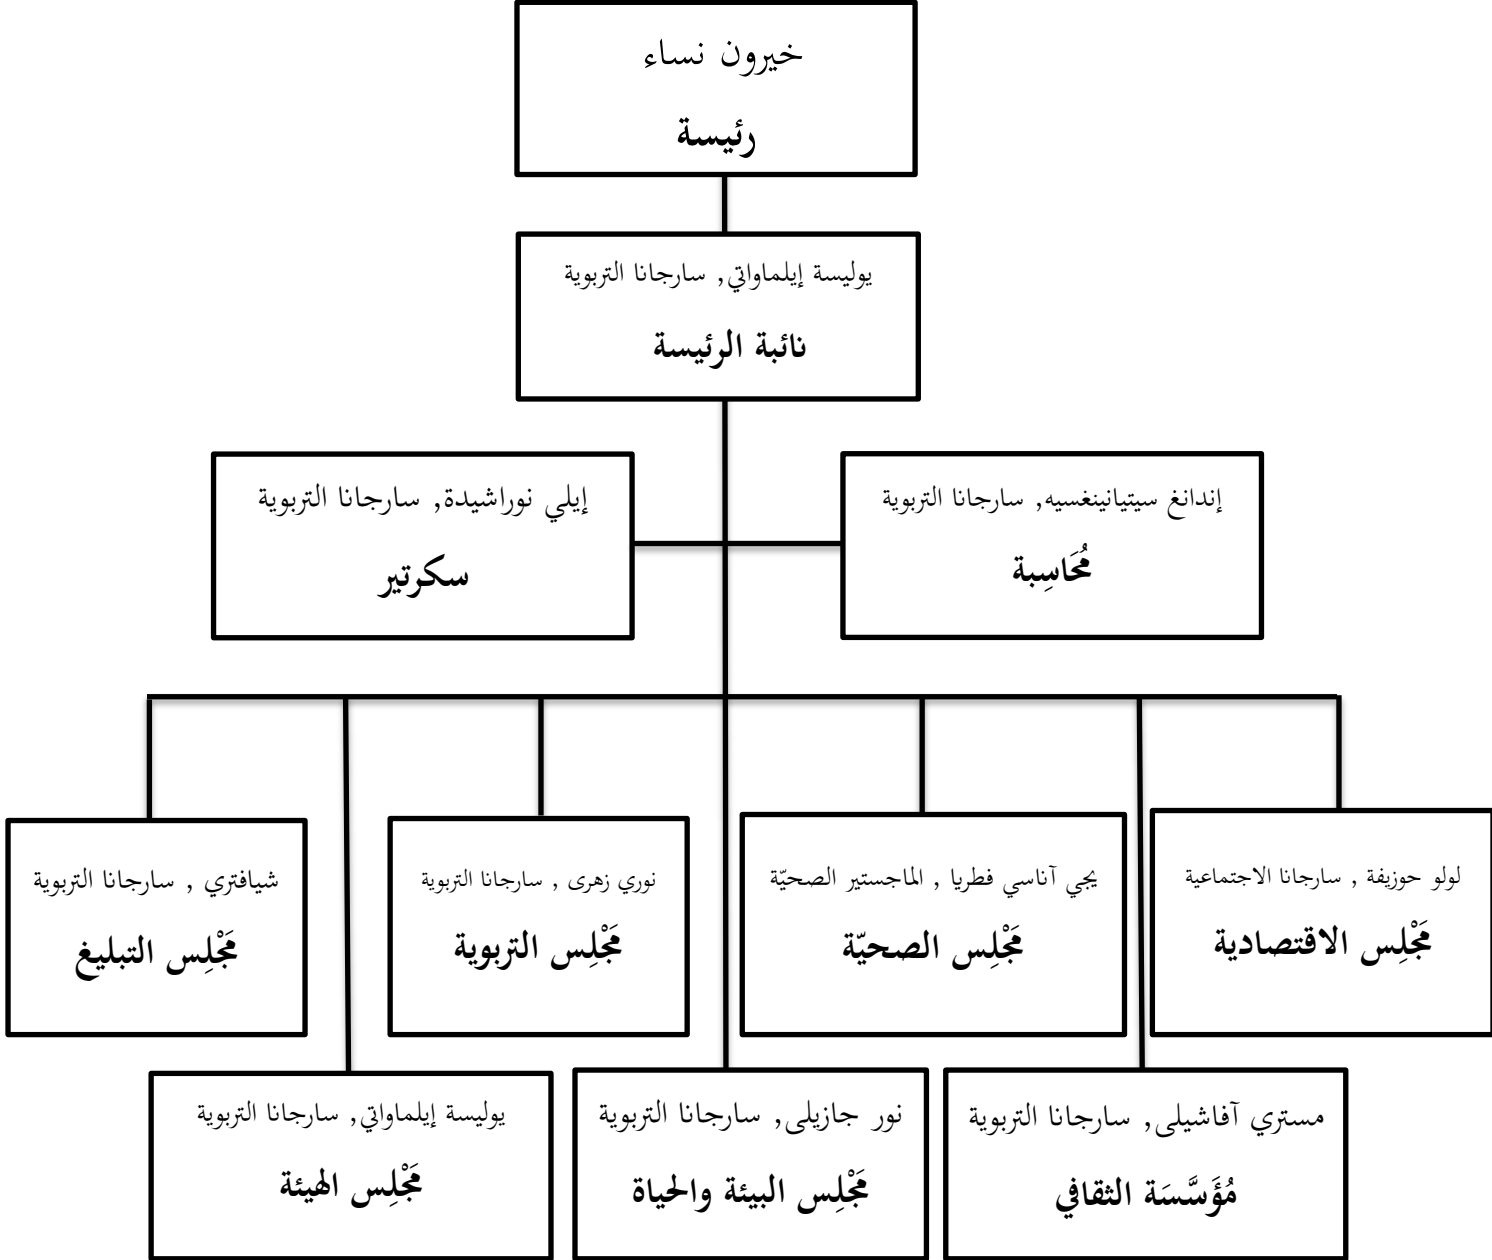 خيرون نساء
رئيسة
يوليسة إيلماواتي, سارجانا التربوية
نائبة الرئيسة
إندانغ سيتيانينغسيه, سارجانا التربوية
مُحَاسِبة
إيلي نوراشيدة, سارجانا التربوية
سكرتير
لولو حوزيفة , سارجانا الاجتماعية
مَجْلِس الاقتصادية
يجي آناسي فطريا , الماجستير الصحيّة
مَجْلِس الصحيّة
نوري زهرى , سارجانا التربوية
مَجْلِس التربوية
شيافتري , سارجانا التربوية
مَجْلِس التبليغ
مستري آفاشيلى, سارجانا التربوية
مُؤَسَّسَة الثقافي
نور جازيلى, سارجانا التربوية
مَجْلِس البيئة والحياة
يوليسة إيلماواتي, سارجانا التربوية
مَجْلِس الهيئة